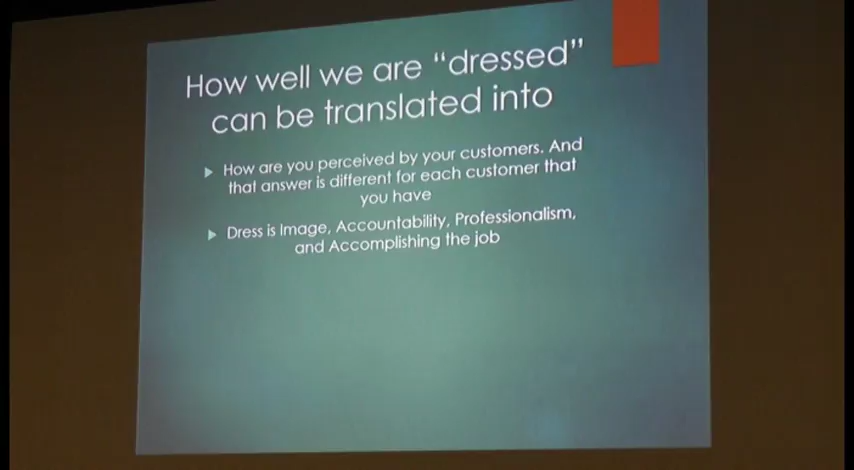 How well we are “dressed”
can be translated into
How are you perceived by your customers. And
that answer is different for each customer that
you have
Dress is Image, Accountability, Professionalism,
and Accomplishing the job